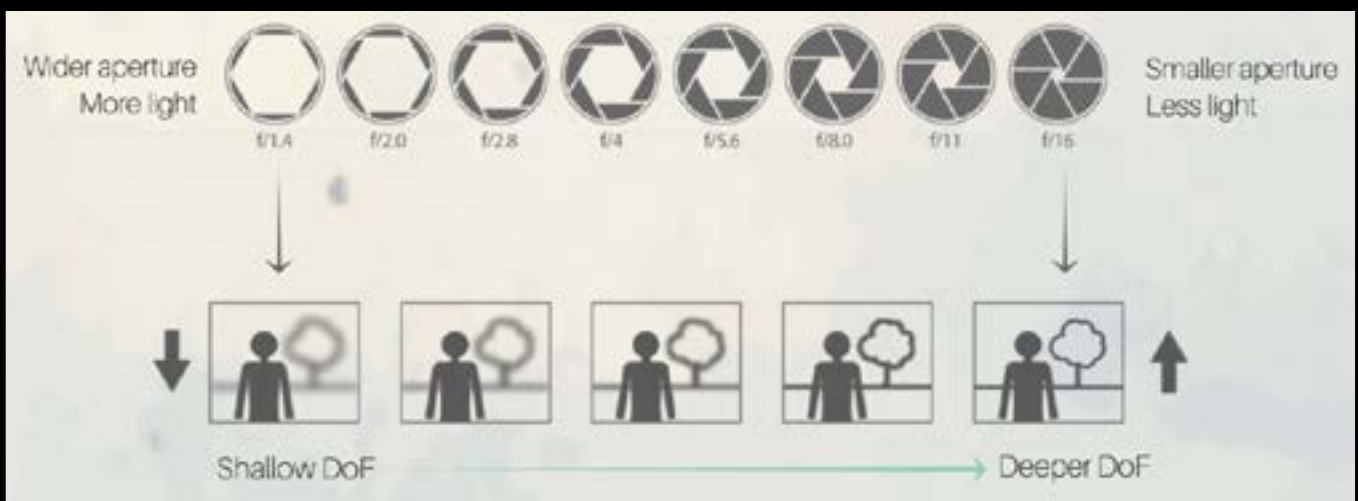 Wider aperture
More light
f/1.4
f/2.0
f/2.8
f/4
f/5.6
f/8.0
f/11
f/16
Smaller aperture
Less light
Shallow DoF
Deeper DoF